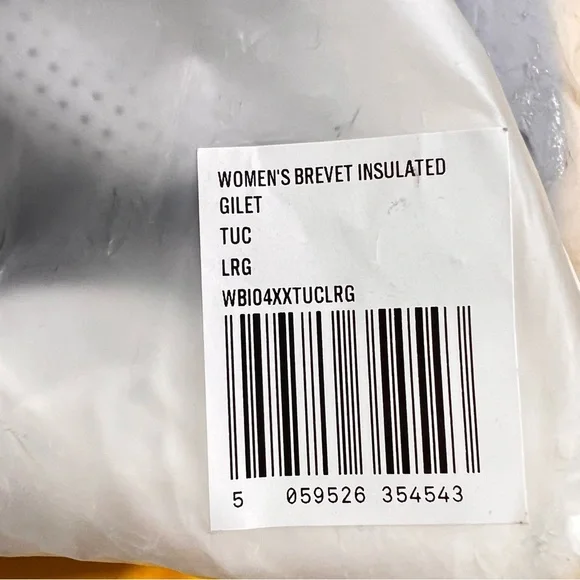 WOMEN'S BREVET INSULATED
GILET
TUC
LRG
WBI04XXTUCLRG
5 059526 354543